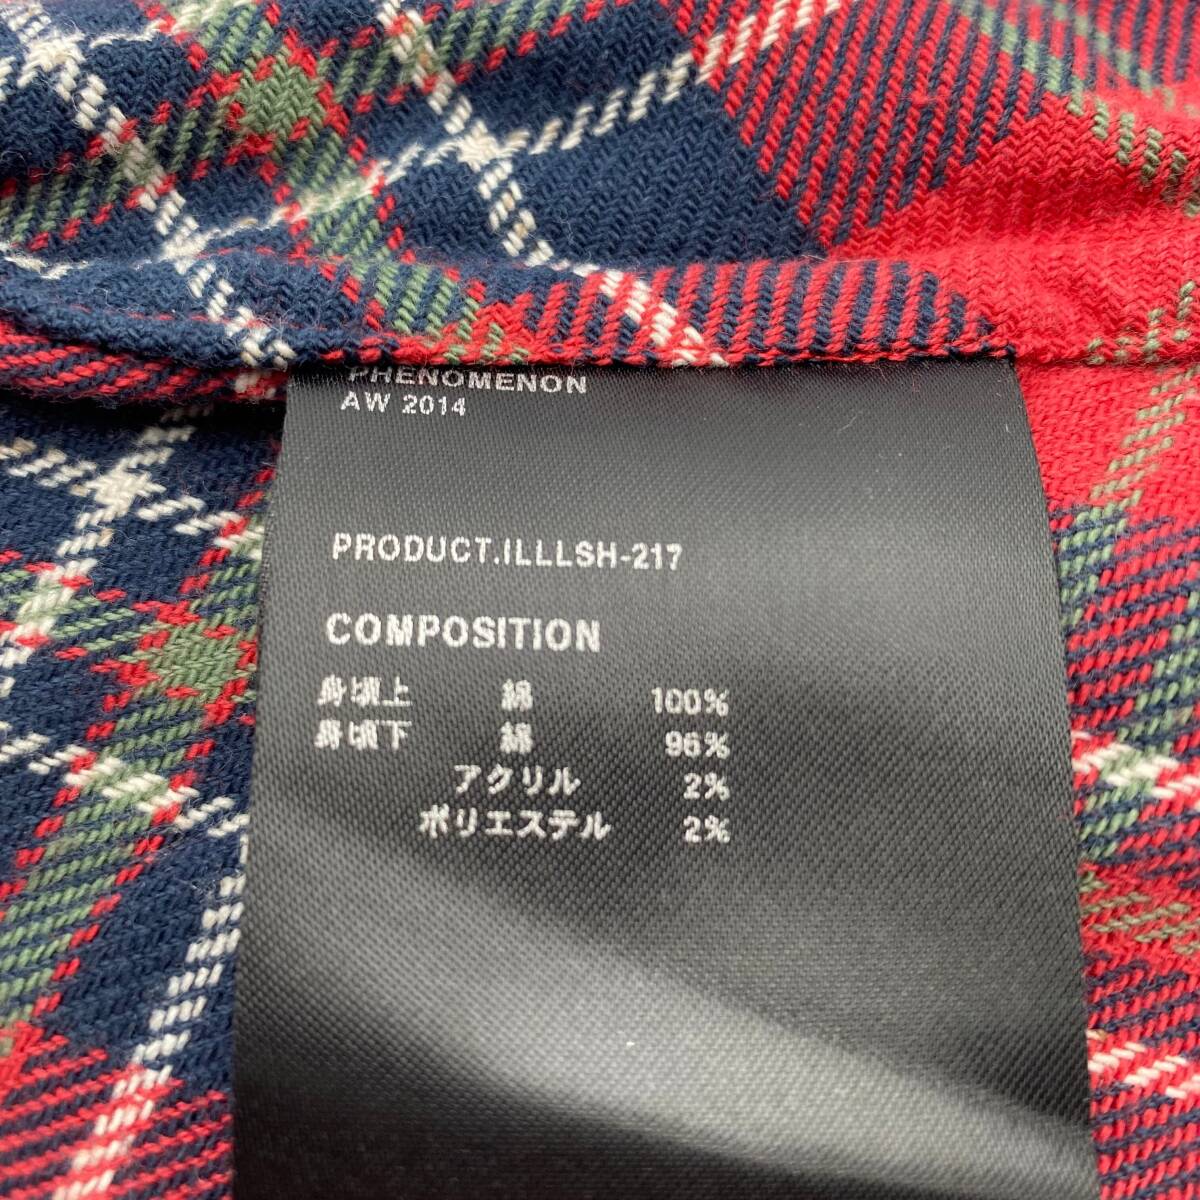 PHENOMENON
AW 2014
PRODUCT.ILLLSH-217
COMPOSITION
身頃上 綿 100%
身頃下 綿 96%
アクリル 2%
ポリエステル 2%